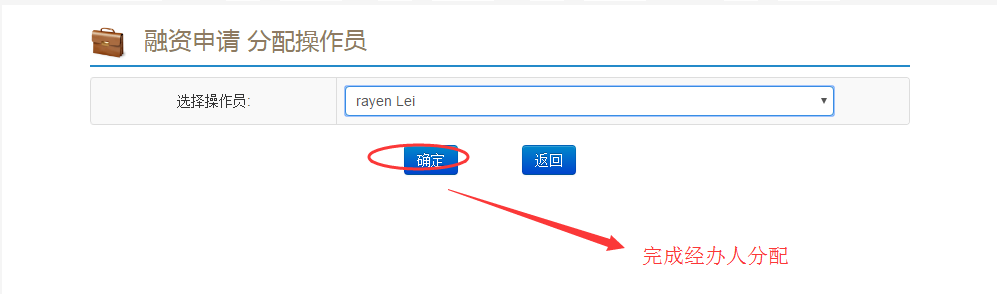 融资申请 分配操作员
选择操作员:
rayen Lei
确定
返回
完成经办人分配